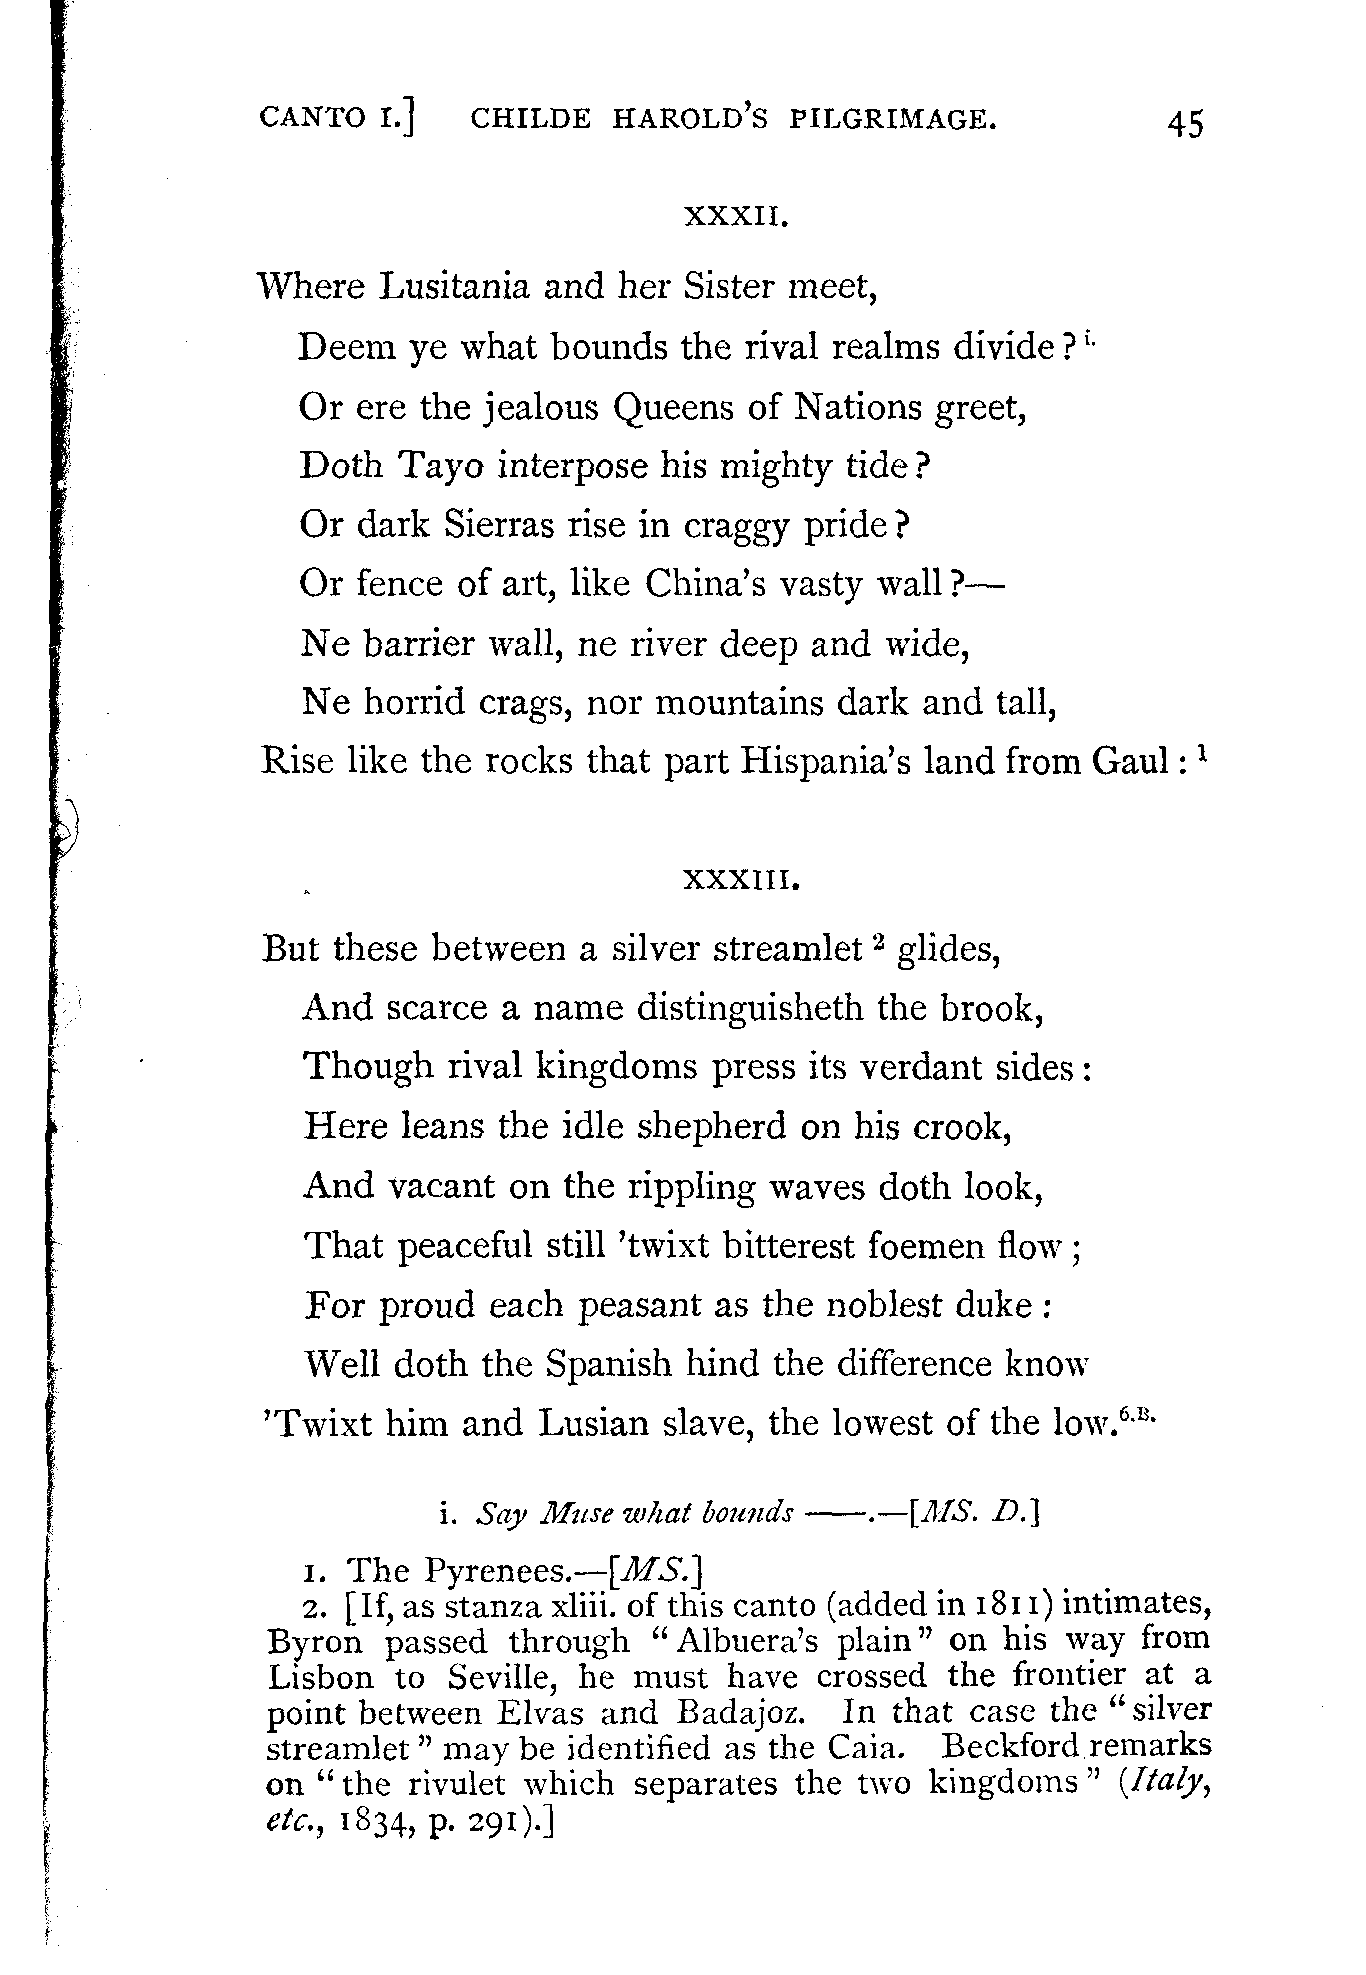 CANTO I.] CHILDE HAROLD'S PILGRIMAGE. 45
XXXII.
Where Lusitania and her Sister meet,
Deem ye what bounds the rival realms divide? i.
Or ere the jealous Queens of Nations greet,
Doth Tayo interpose his mighty tide?
Or dark Sierras rise in craggy pride?
Or fence of art, like China's vasty wall?—
Ne barrier wall, ne river deep and wide,
Ne horrid crags, nor mountains dark and tall,
Rise like the rocks that part Hispania's land from Gaul: 1
XXXIII.
But these between a silver streamlet 2 glides,
And scarce a name distinguisheth the brook,
Though rival kingdoms press its verdant sides:
Here leans the idle shepherd on his crook,
And vacant on the rippling waves doth look,
That peaceful still 'twixt bitterest foemen flow;
For proud each peasant as the noblest duke:
Well doth the Spanish hind the difference know
'Twixt him and Lusian slave, the lowest of the low.6.B.
i. Say Muse what bounds ——.—[MS. D.]
1. The Pyrenees.—[MS.]
2. [If, as stanza xliii. of this canto (added in 1811) intimates,
Byron passed through "Albuera's plain" on his way from
Lisbon to Seville, he must have crossed the frontier at a
point between Elvas and Badajoz. In that case the "silver
streamlet" may be identified as the Caia. Beckford remarks
on "the rivulet which separates the two kingdoms" (Italy,
etc., 1834, p. 291).]